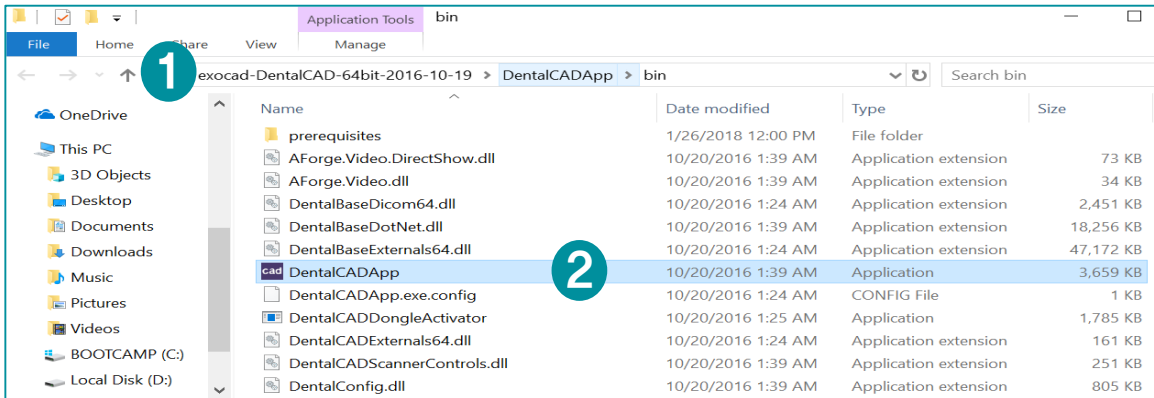 Application Tools bin
File Home Share View Manage
1 exocad-DentalCAD-64bit-2016-10-19 > DentalCADApp > bin Search bin
OneDrive
This PC
3D Objects
Desktop
Documents
Downloads
Music
Pictures
Videos
BOOTCAMP (C:)
Local Disk (D:)
Name Date modified Type Size
prerequisites 1/26/2018 12:00 PM File folder
AForge.Video.DirectShow.dll 10/20/2016 1:39 AM Application extension 73 KB
AForge.Video.dll 10/20/2016 1:39 AM Application extension 34 KB
DentalBaseDicom64.dll 10/20/2016 1:24 AM Application extension 2,451 KB
DentalBaseDotNet.dll 10/20/2016 1:39 AM Application extension 18,256 KB
DentalBaseExternals64.dll 10/20/2016 1:24 AM Application extension 47,172 KB
cad DentalCADApp 2 10/20/2016 1:39 AM Application 3,659 KB
DentalCADApp.exe.config 10/20/2016 1:24 AM CONFIG File 1 KB
DentalCADDongleActivator 10/20/2016 1:25 AM Application 1,785 KB
DentalCADExternals64.dll 10/20/2016 1:24 AM Application extension 161 KB
DentalCADScannerControls.dll 10/20/2016 1:39 AM Application extension 251 KB
DentalConfig.dll 10/20/2016 1:39 AM Application extension 805 KB